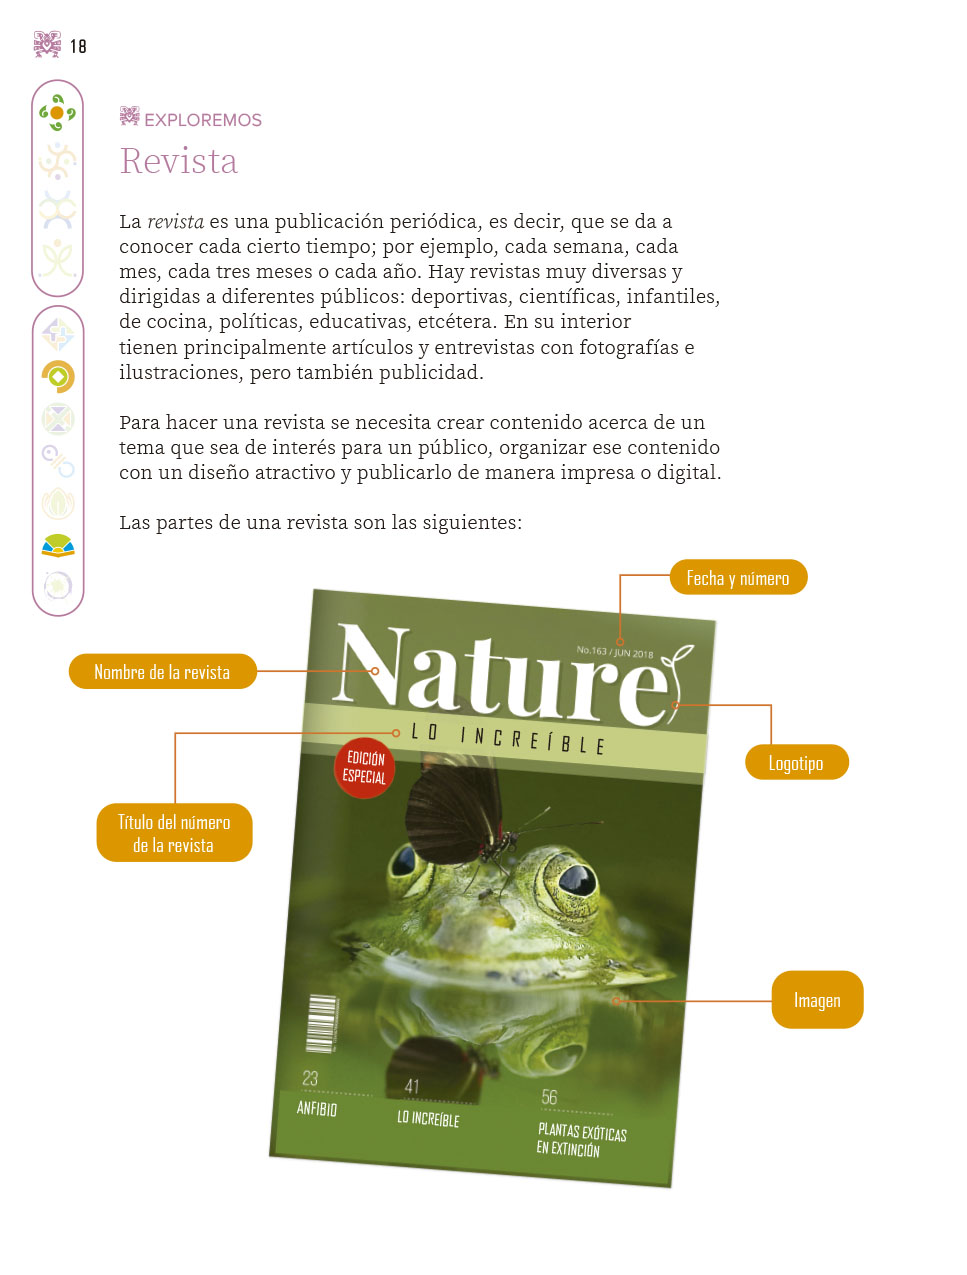 18
EXPLOREMOS
Revista
La revista es una publicación periódica, es decir, que se da a
conocer cada cierto tiempo; por ejemplo, cada semana, cada
mes, cada tres meses o cada año. Hay revistas muy diversas y
dirigidas a diferentes públicos: deportivas, científicas, infantiles,
de cocina, políticas, educativas, etcétera. En su interior
tienen principalmente artículos y entrevistas con fotografías e
ilustraciones, pero también publicidad.
Para hacer una revista se necesita crear contenido acerca de un
tema que sea de interés para un público, organizar ese contenido
con un diseño atractivo y publicarlo de manera impresa o digital.
Las partes de una revista son las siguientes:
Fecha y número
Nombre de la revista
No.163 / JUN 2018
Nature
LO INCREÍBLE
Logotipo
EDICIÓN
ESPECIAL
Título del número
de la revista
Imagen
23
ANFIBIO
41
LO INCREÍBLE
56
PLANTAS EXÓTICAS
EN EXTINCIÓN